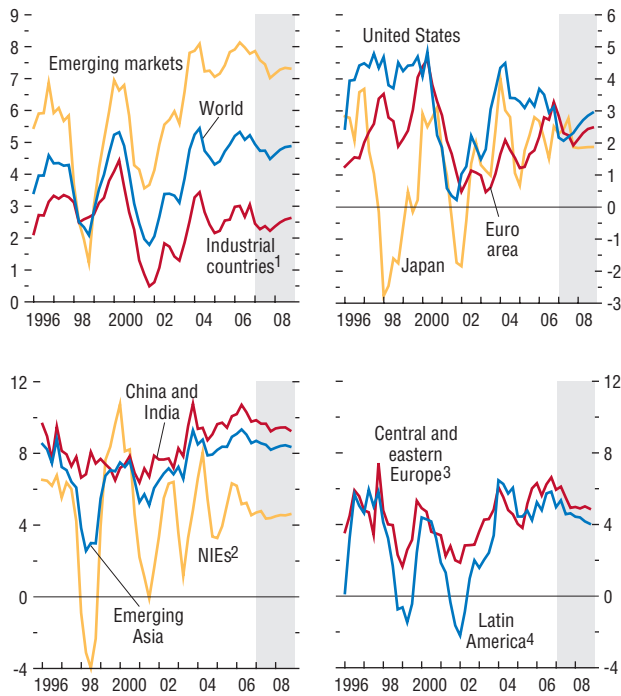 9
8
7
6
5
4
3
2
1
0
Emerging markets
World
Industrial
countries1
1996 98 2000 02 04 06 08
6
5
4
3
2
1
0
-1
-2
-3
United States
Euro
area
Japan
1996 98 2000 02 04 06 08
12
8
4
0
-4
China and
India
NIEs2
Emerging
Asia
1996 98 2000 02 04 06 08
12
8
4
0
-4
Central and
eastern
Europe3
Latin
America4
1996 98 2000 02 04 06 08